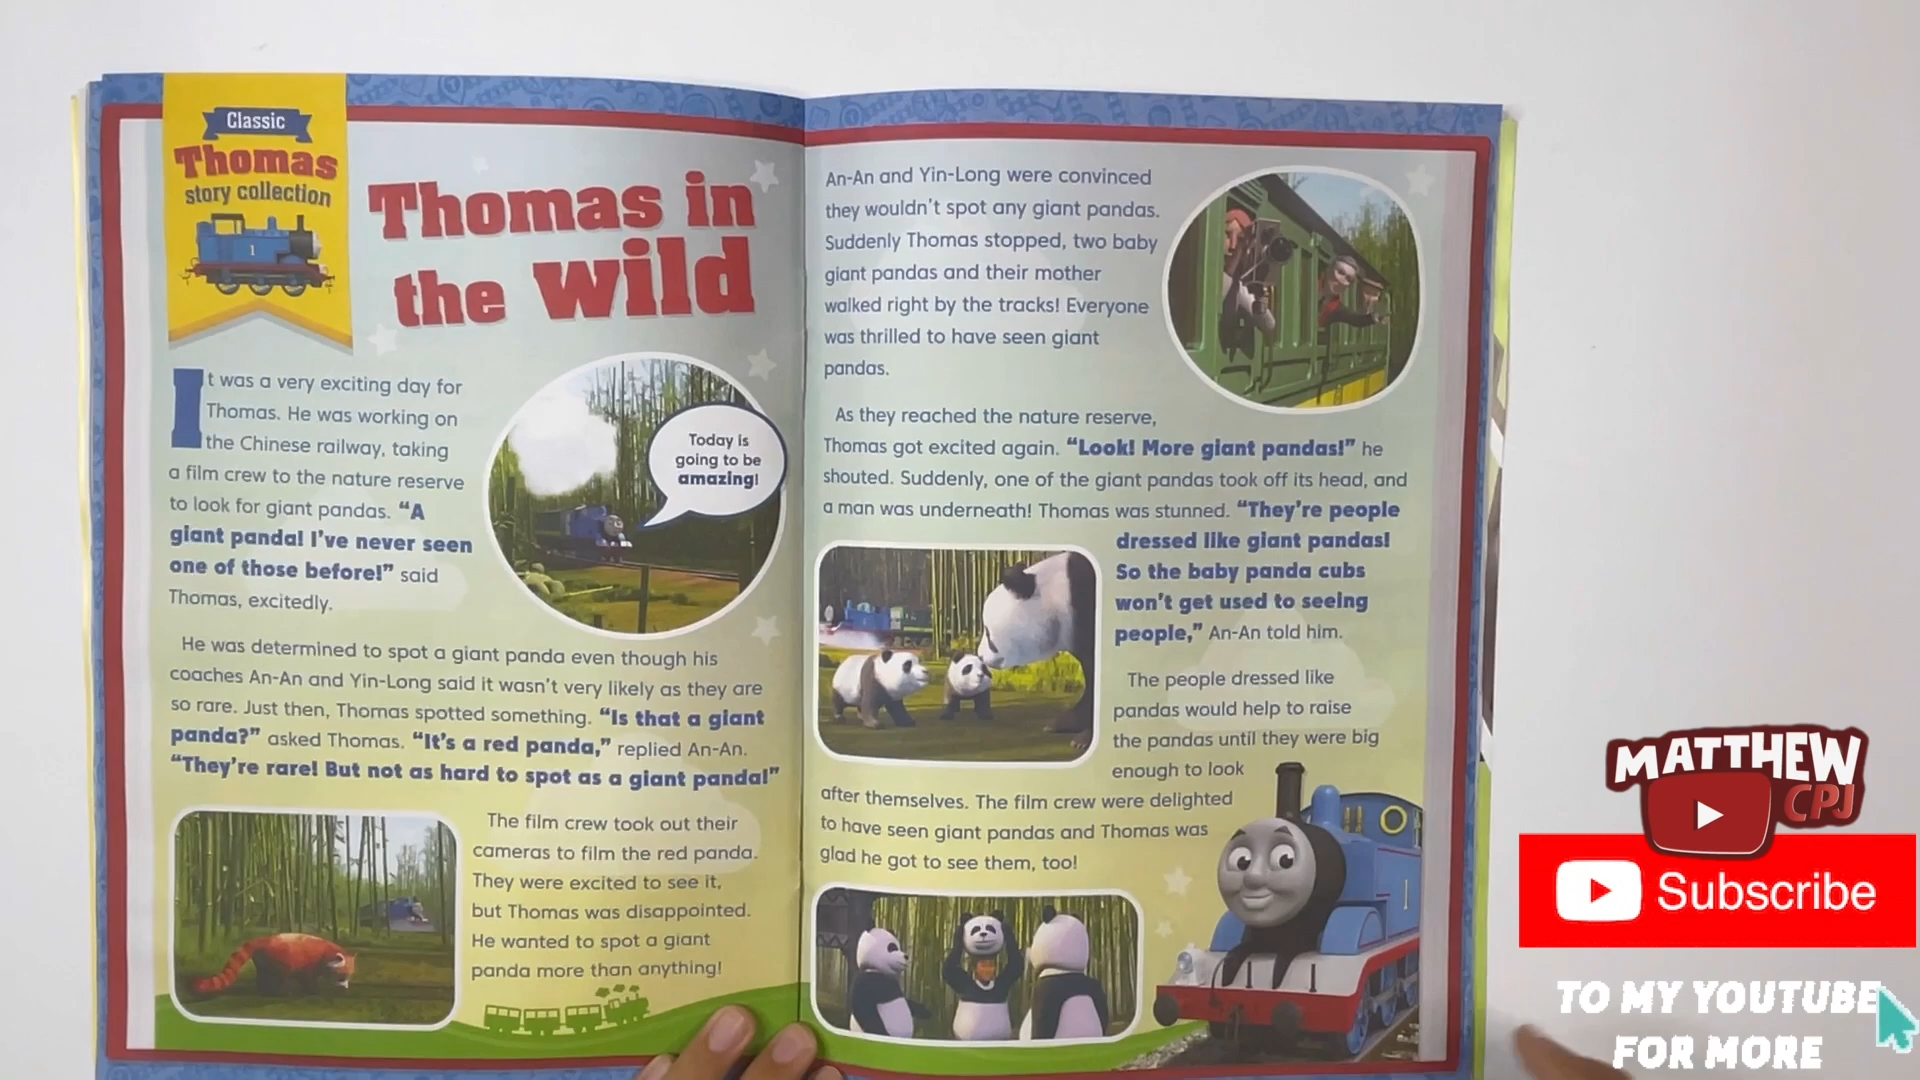 Classic
Thomas
story collection
1
Thomas in
the wild
It was a very exciting day for
Thomas. He was working on
the Chinese railway, taking
a film crew to the nature reserve
to look for giant pandas. “A
giant panda! I’ve never seen
one of those before!” said
Thomas, excitedly.
Today is
going to be
amazing!
He was determined to spot a giant panda even though his
coaches An-An and Yin-Long said it wasn’t very likely as they are
so rare. Just then, Thomas spotted something. “Is that a giant
panda?” asked Thomas. “It’s a red panda,” replied An-An.
“They’re rare! But not as hard to spot as a giant panda!”
The film crew took out their
cameras to film the red panda.
They were excited to see it,
but Thomas was disappointed.
He wanted to spot a giant
panda more than anything!
An-An and Yin-Long were convinced
they wouldn’t spot any giant pandas.
Suddenly Thomas stopped, two baby
giant pandas and their mother
walked right by the tracks! Everyone
was thrilled to have seen giant
pandas.
As they reached the nature reserve,
Thomas got excited again. “Look! More giant pandas!” he
shouted. Suddenly, one of the giant pandas took off its head, and
a man was underneath! Thomas was stunned. “They’re people
dressed like giant pandas!
So the baby panda cubs
won’t get used to seeing
people,” An-An told him.
The people dressed like
pandas would help to raise
the pandas until they were big
enough to look
after themselves. The film crew were delighted
to have seen giant pandas and Thomas was
glad he got to see them, too!
1
MATTHEW
CPJ
Subscribe
TO MY YOUTUBE
FOR MORE